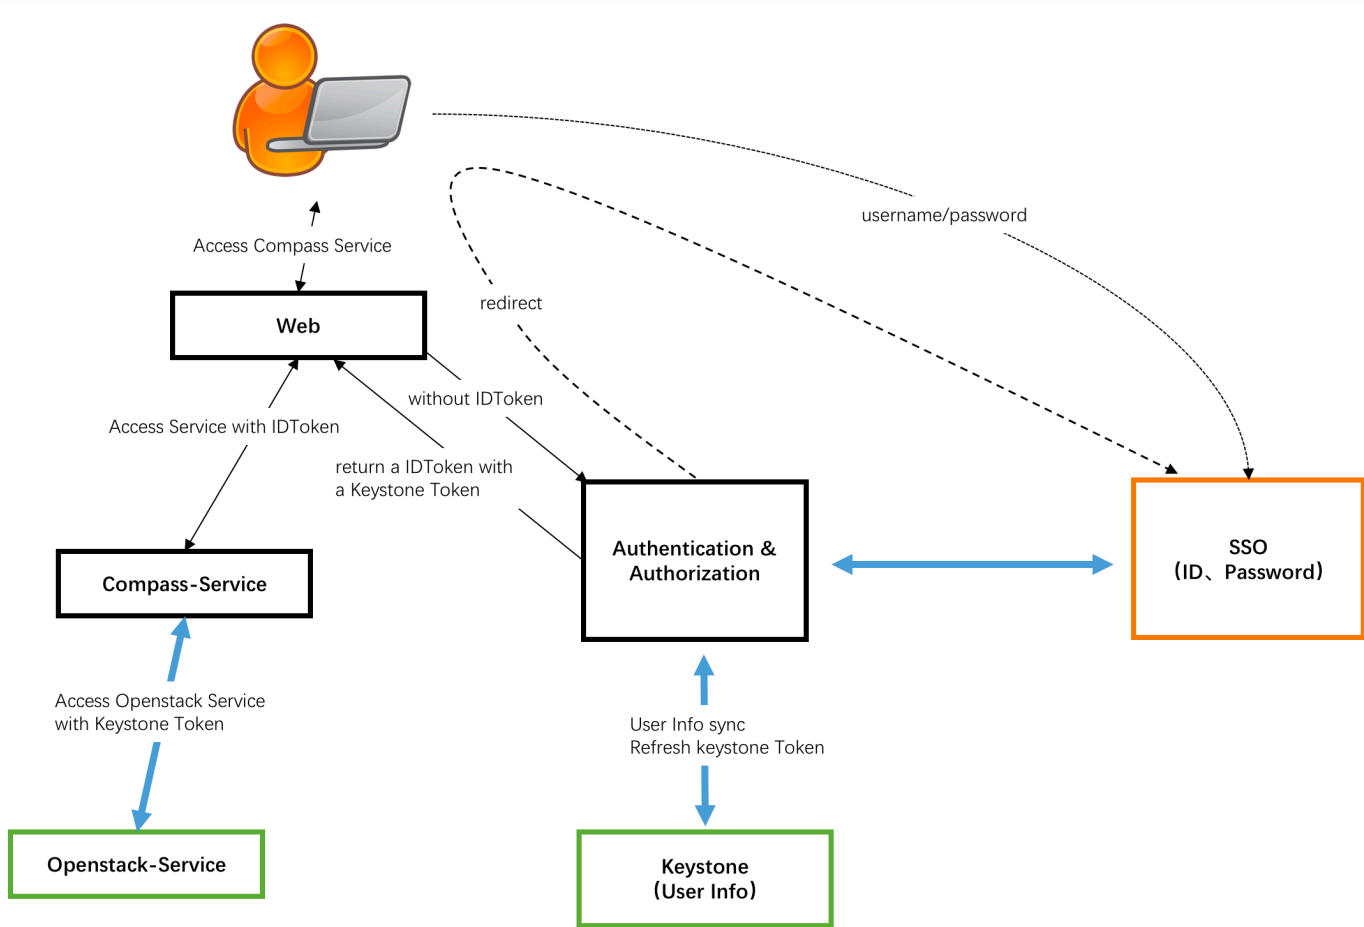 username/password
Access Compass Service
redirect
Web
without IDToken
Access Service with IDToken
return a IDToken with
a Keystone Token
Authentication &
Authorization
SSO
（ID、Password）
Compass-Service
Access Openstack Service
with Keystone Token
User Info sync
Refresh keystone Token
Openstack-Service
Keystone
（User Info）